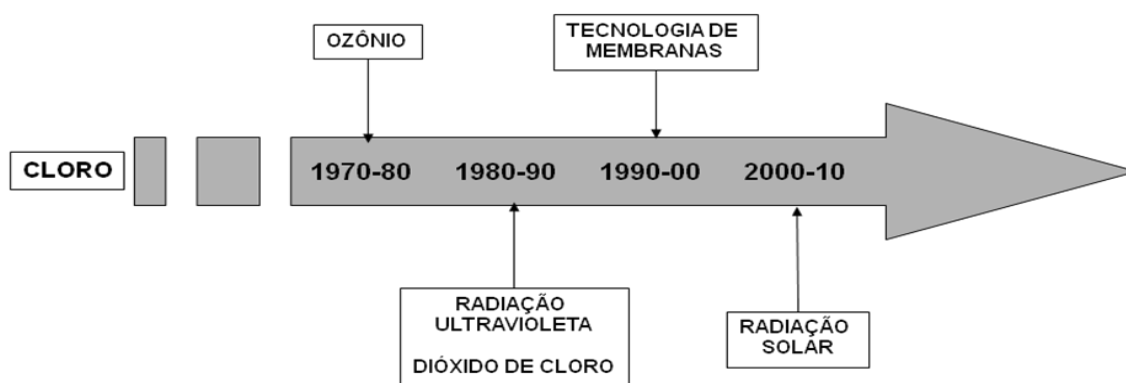 OZÔNIO
TECNOLOGIA DE
MEMBRANAS
CLORO
1970-80 1980-90 1990-00 2000-10
RADIAÇÃO
ULTRAVIOLETA
DIÓXIDO DE CLORO
RADIAÇÃO
SOLAR